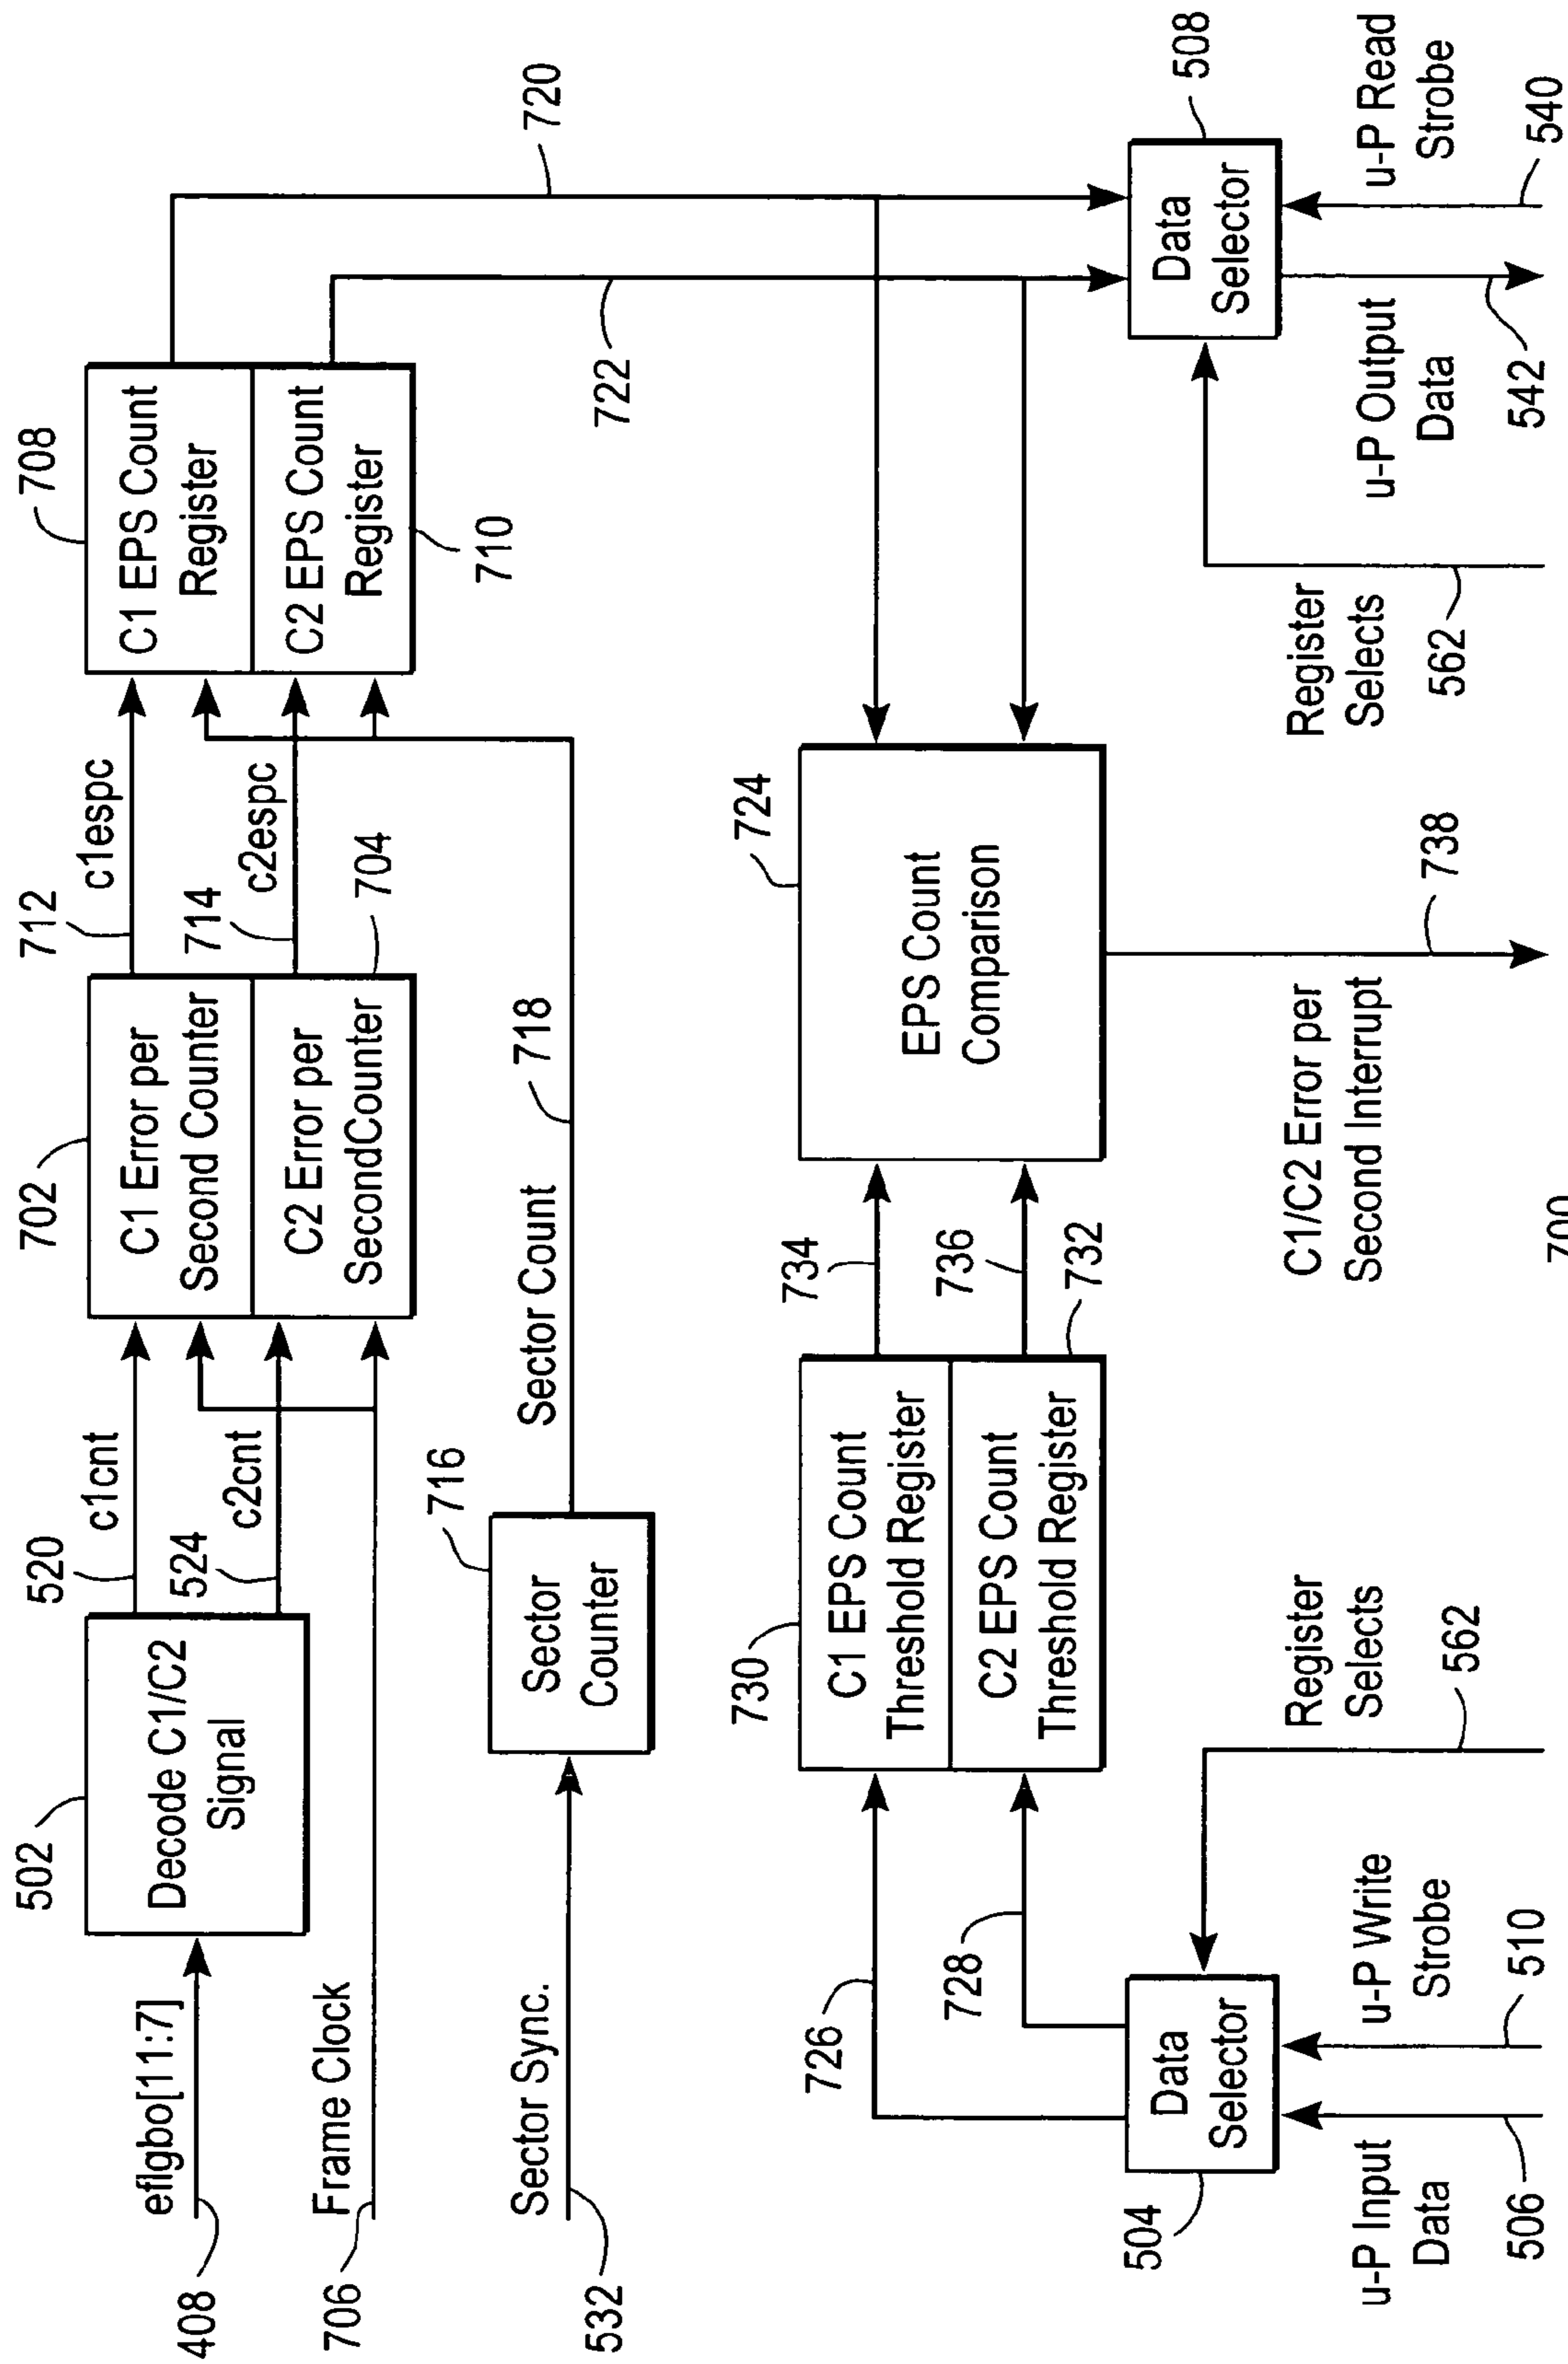 502
Decode C1/C2
Signal
eflgbo[11:7]
408
520
c1cnt
524
c2cnt
Frame Clock
706
702
C1 Error per
Second Counter
C2 Error per
SecondCounter
704
712
c1espc
714
c2espc
708
C1 EPS Count
Register
C2 EPS Count
Register
710
720
722
Sector Sync.
532
716
Sector
Counter
Sector Count
718
726
728
730
C1 EPS Count
Threshold Register
C2 EPS Count
Threshold Register
732
734
736
724
EPS Count
Comparison
504
Data
Selector
u-P Input
Data
506
u-P Write
Strobe
510
Register
Selects
562
C1/C2 Error per
Second Interrupt
738
Register
Selects
562
508
Data
Selector
u-P Output
Data
542
u-P Read
Strobe
540
700